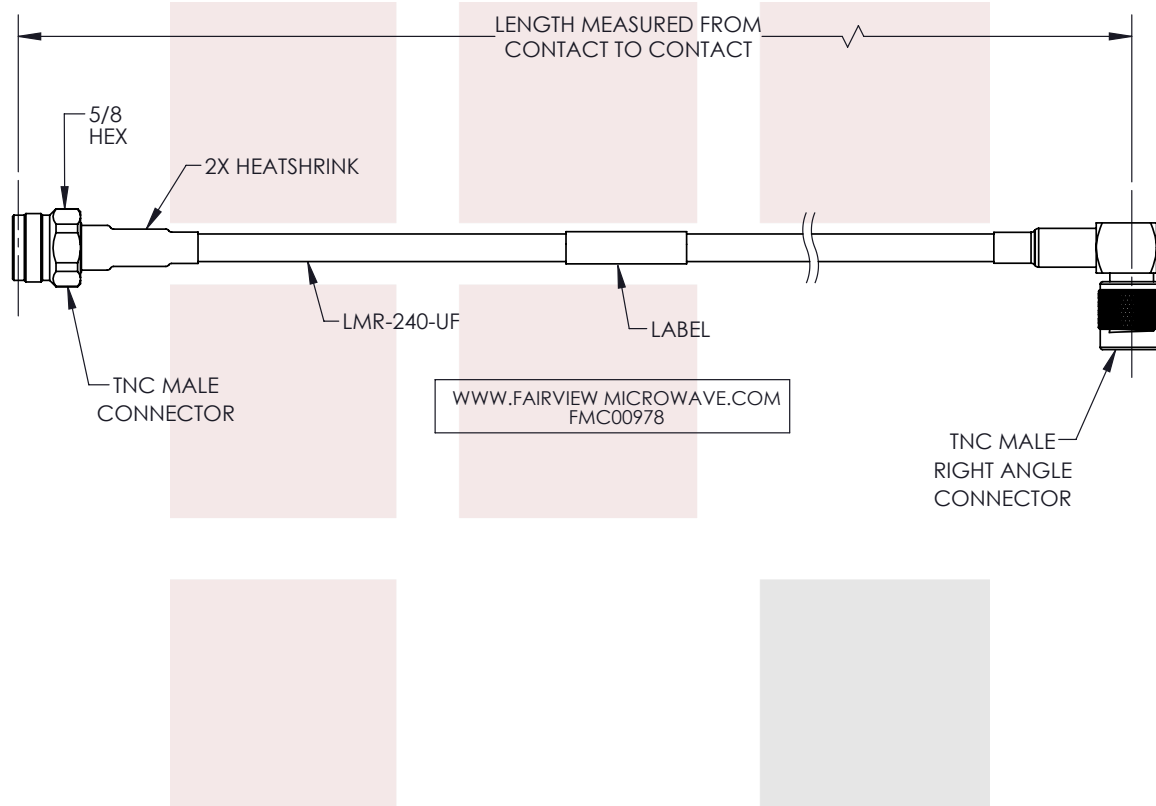 LENGTH MEASURED FROM
CONTACT TO CONTACT
5/8
HEX
2X HEATSHRINK
LMR-240-UF
LABEL
TNC MALE
CONNECTOR
WWW.FAIRVIEW MICROWAVE.COM
FMC00978
TNC MALE
RIGHT ANGLE
CONNECTOR